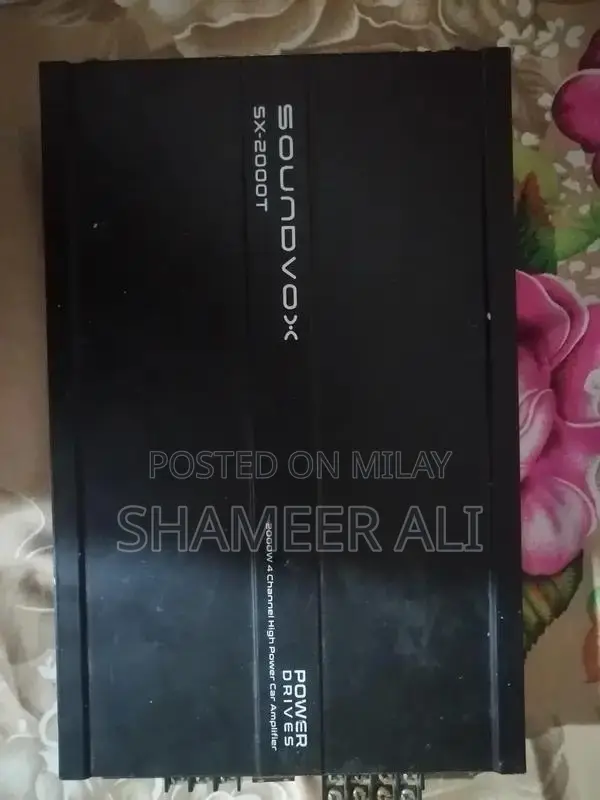 SOUNDVOX
SX-2000T
POSTED ON MILAY
SHAMEER ALI
2000W 4 Channel High Power Car Amplifier
POWER
DRIVES